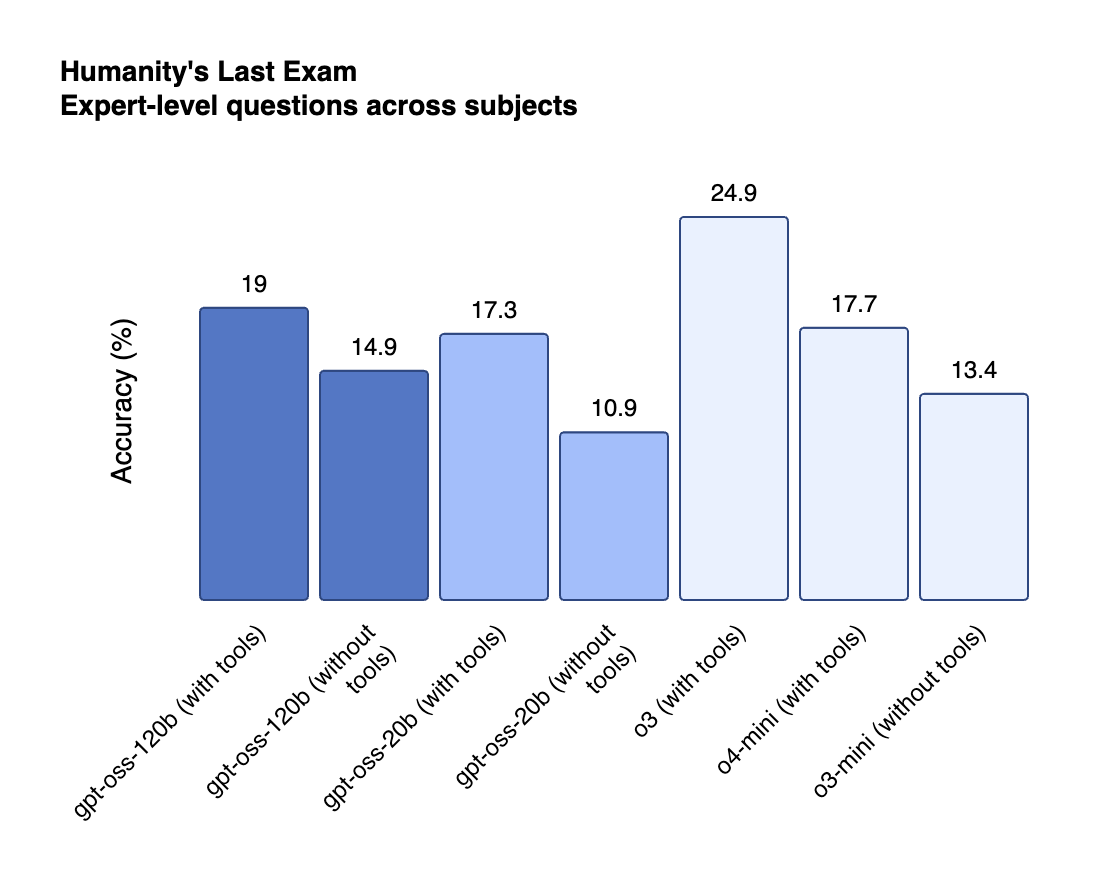 Humanity's Last Exam
Expert-level questions across subjects
Accuracy (%)
19
14.9
17.3
10.9
24.9
17.7
13.4
gpt-oss-120b (with tools)
gpt-oss-120b (without
tools)
gpt-oss-20b (with tools)
gpt-oss-20b (without
tools)
o3 (with tools)
o4-mini (with tools)
o3-mini (without tools)